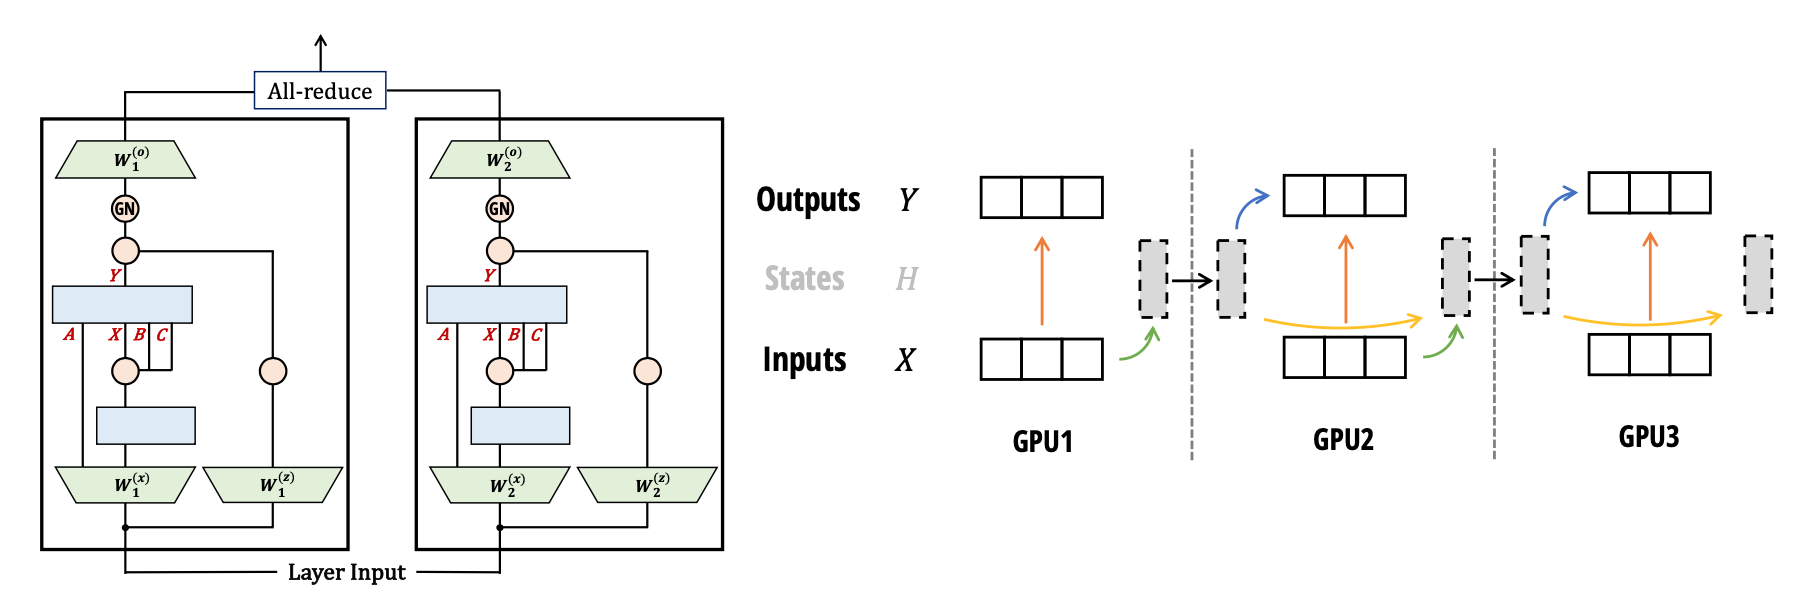 All-reduce
W_1^{(o)}
GN
Y
A X B C
W_1^{(x)}
W_1^{(z)}
W_2^{(o)}
GN
Y
A X B C
W_2^{(x)}
W_2^{(z)}
Layer Input
Outputs Y
States H
Inputs X
GPU1
GPU2
GPU3